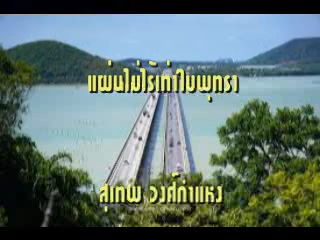 แผ่นไม่ไร้เท่าใบพุทรา
สุเทพ วงศ์กำแหง